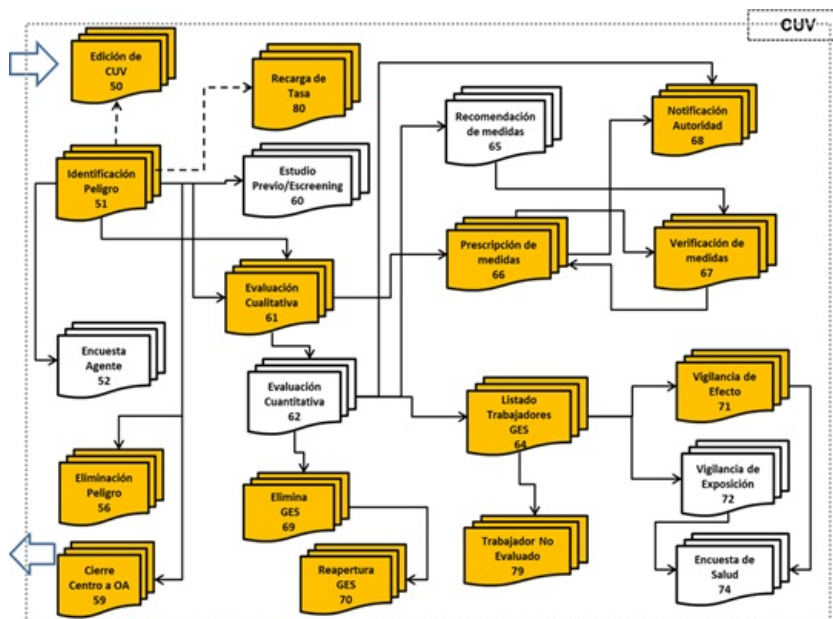 CUV
Edición de
CUV
50
Recarga de
Tasa
80
Recomendación
de medidas
65
Notificación
Autoridad
68
Identificación
Peligro
51
Estudio
Previo/Escreening
60
Prescripción de
medidas
66
Verificación de
medidas
67
Evaluación
Cualitativa
61
Encuesta
Agente
52
Evaluación
Cuantitativa
62
Listado
Trabajadores
GES
64
Vigilancia de
Efecto
71
Eliminación
Peligro
56
Elimina
GES
69
Vigilancia de
Exposición
72
Cierre
Centro a OA
59
Reapertura
GES
70
Trabajador No
Evaluado
79
Encuesta de
Salud
74